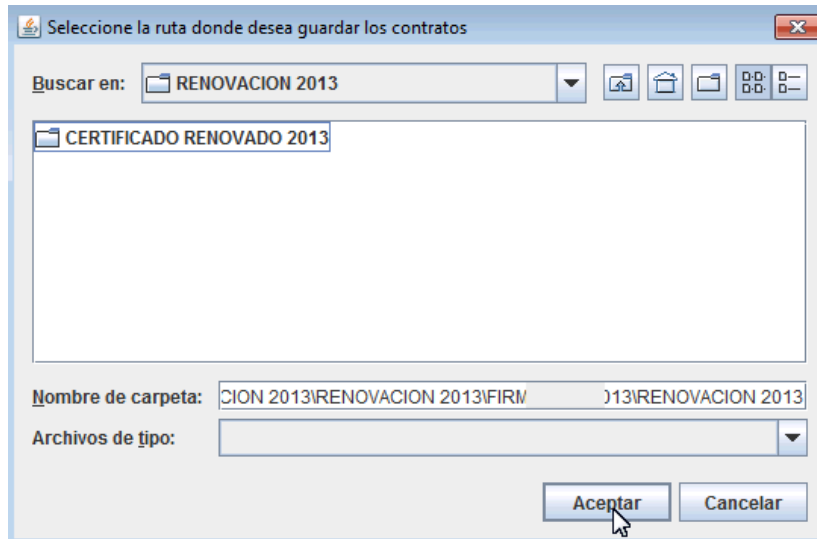 Seleccione la ruta donde desea guardar los contratos
Buscar en: RENOVACION 2013
CERTIFICADO RENOVADO 2013
Nombre de carpeta: CION 2013\RENOVACION 2013\FIRM 013\RENOVACION 2013
Archivos de tipo:
Aceptar Cancelar